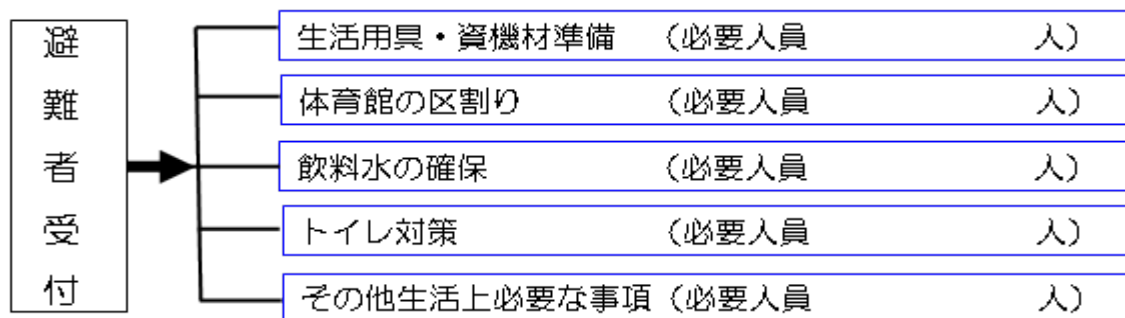 避難者受付
生活用具・資機材準備 （必要人員 人）
体育館の区割り （必要人員 人）
飲料水の確保 （必要人員 人）
トイレ対策 （必要人員 人）
その他生活上必要な事項（必要人員 人）